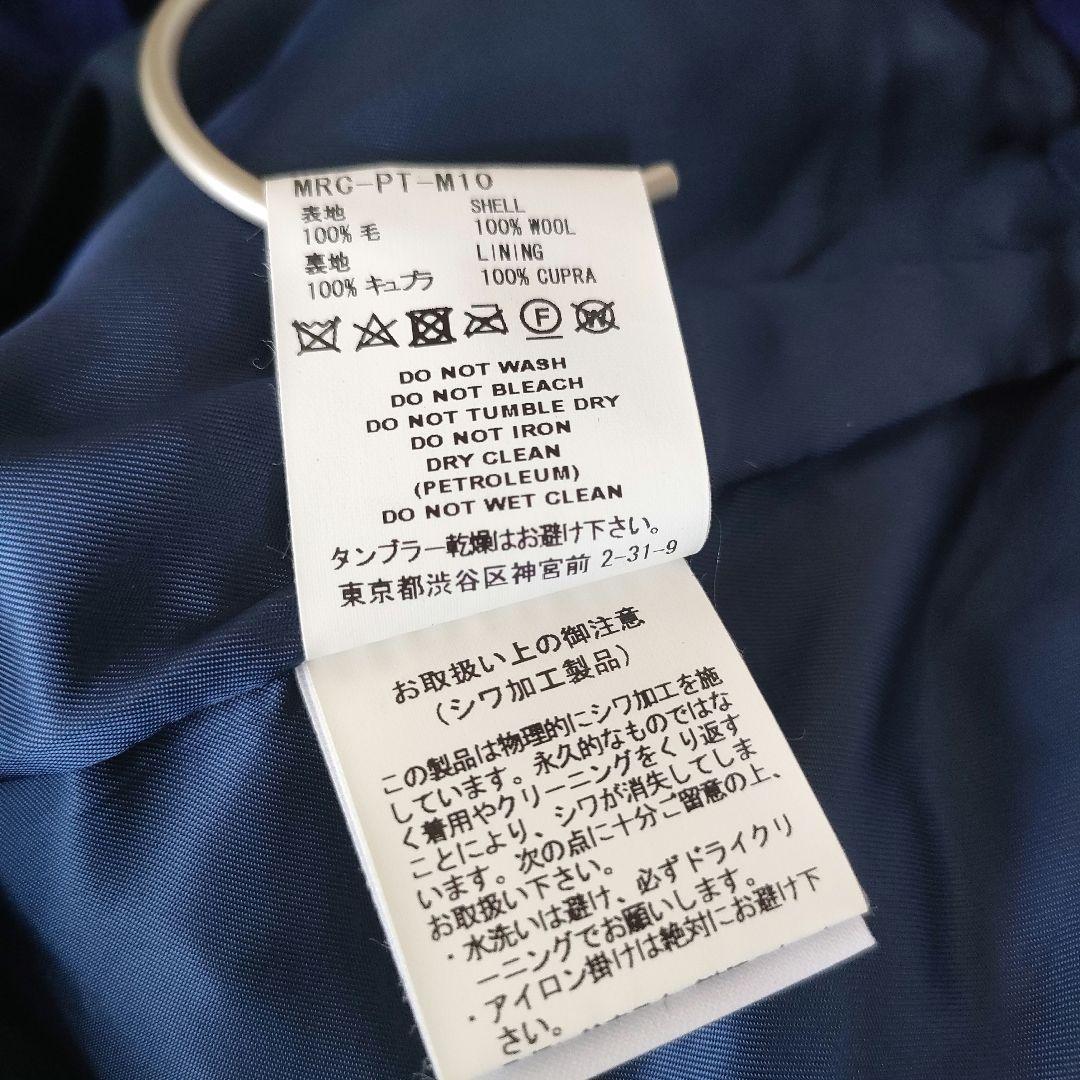 MRC-PT-M10
表地 SHELL
100% 毛 100% WOOL
裏地 LINING
100% キュプラ 100% CUPRA
F W
DO NOT WASH
DO NOT BLEACH
DO NOT TUMBLE DRY
DO NOT IRON
DRY CLEAN
(PETROLEUM)
DO NOT WET CLEAN
タンブラー乾燥はお避け下さい。
東京都渋谷区神宮前 2-31-9
お取扱い上の御注意
(シワ加工製品)
この製品は物理的にシワ加工を施
しています。永久的なものではな
く着用やクリーニングをくり返す
ことにより、シワが消失してしま
います。次の点に十分ご留意の上、
お取扱い下さい。
・水洗いは避け、必ずドライクリ
ーニングでお願いします。
・アイロン掛けは絶対にお避け下
さい。